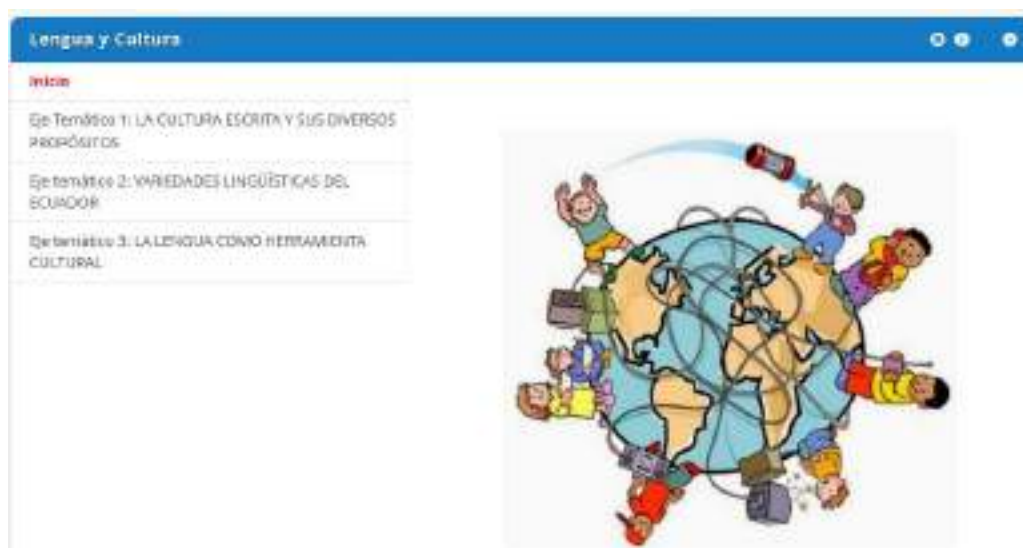 Lengua y Cultura
Inicio
Eje Temático 1: LA CULTURA ESCRITA Y SUS DIVERSOS
PROPÓSITOS
Eje temático 2: VARIEDADES LINGÜÍSTICAS DEL
ECUADOR
Eje temático 3: LA LENGUA COMO HERRAMIENTA
CULTURAL